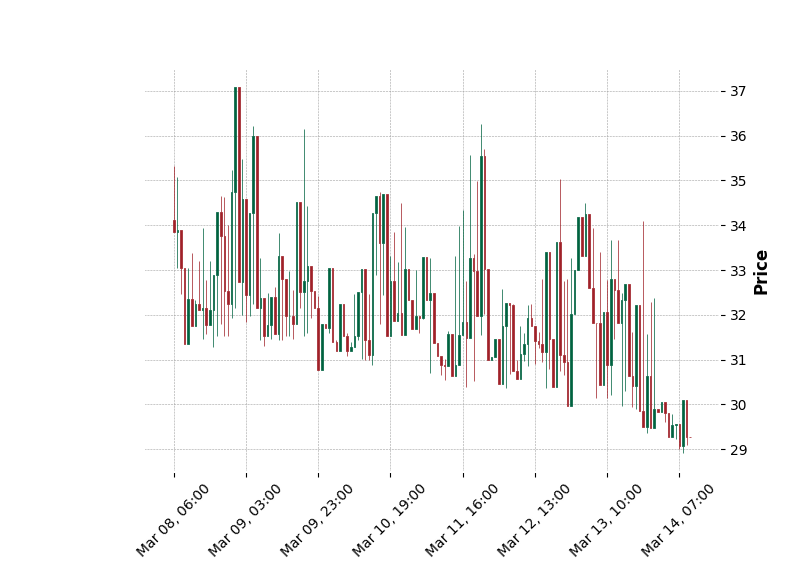 37
36
35
34
33
32
31
30
29
Price
Mar 08, 06:00
Mar 09, 03:00
Mar 09, 23:00
Mar 10, 19:00
Mar 11, 16:00
Mar 12, 13:00
Mar 13, 10:00
Mar 14, 07:00